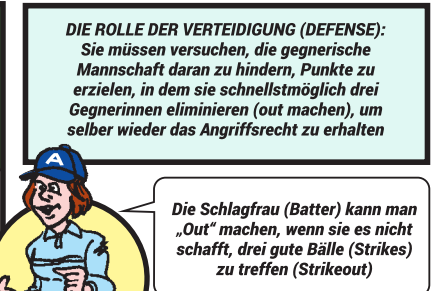 DIE ROLLE DER VERTEIDIGUNG (DEFENSE):
Sie müssen versuchen, die gegnerische
Mannschaft daran zu hindern, Punkte zu
erzielen, in dem sie schnellstmöglich drei
Gegnerinnen eliminieren (out machen), um
selber wieder das Angriffsrecht zu erhalten
A
Die Schlagfrau (Batter) kann man
„Out“ machen, wenn sie es nicht
schafft, drei gute Bälle (Strikes)
zu treffen (Strikeout)